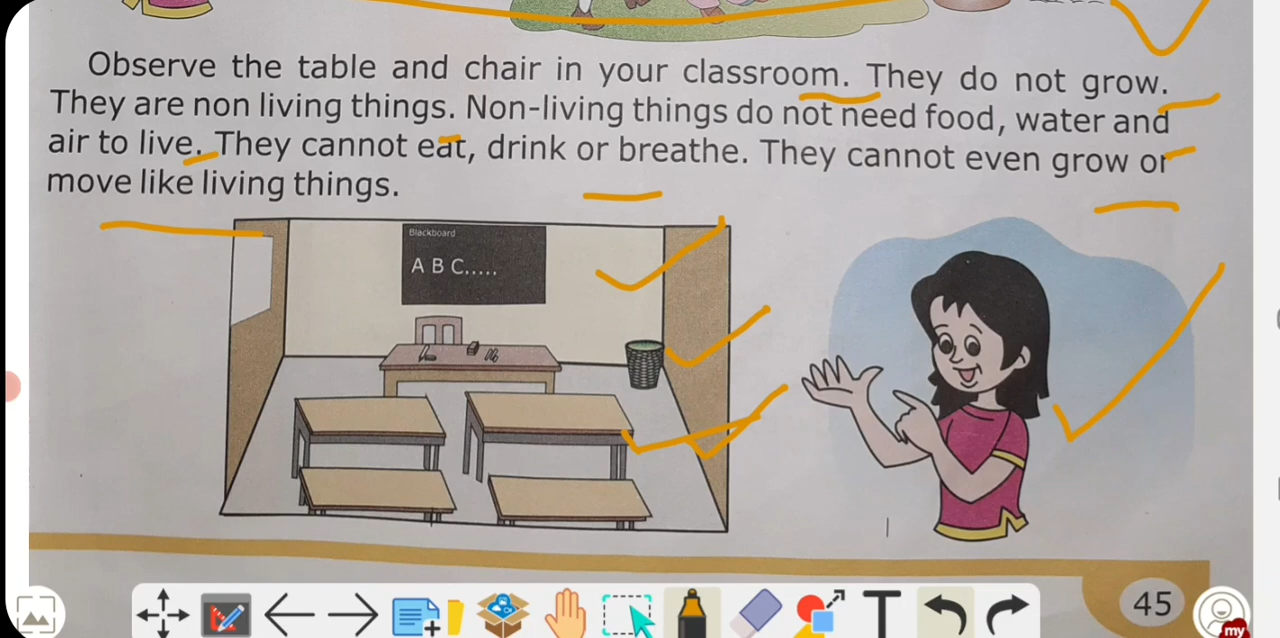 Observe the table and chair in your classroom. They do not grow.
They are non living things. Non-living things do not need food, water and
air to live. They cannot eat, drink or breathe. They cannot even grow or
move like living things.
Blackboard
A B C.....
45
T
my